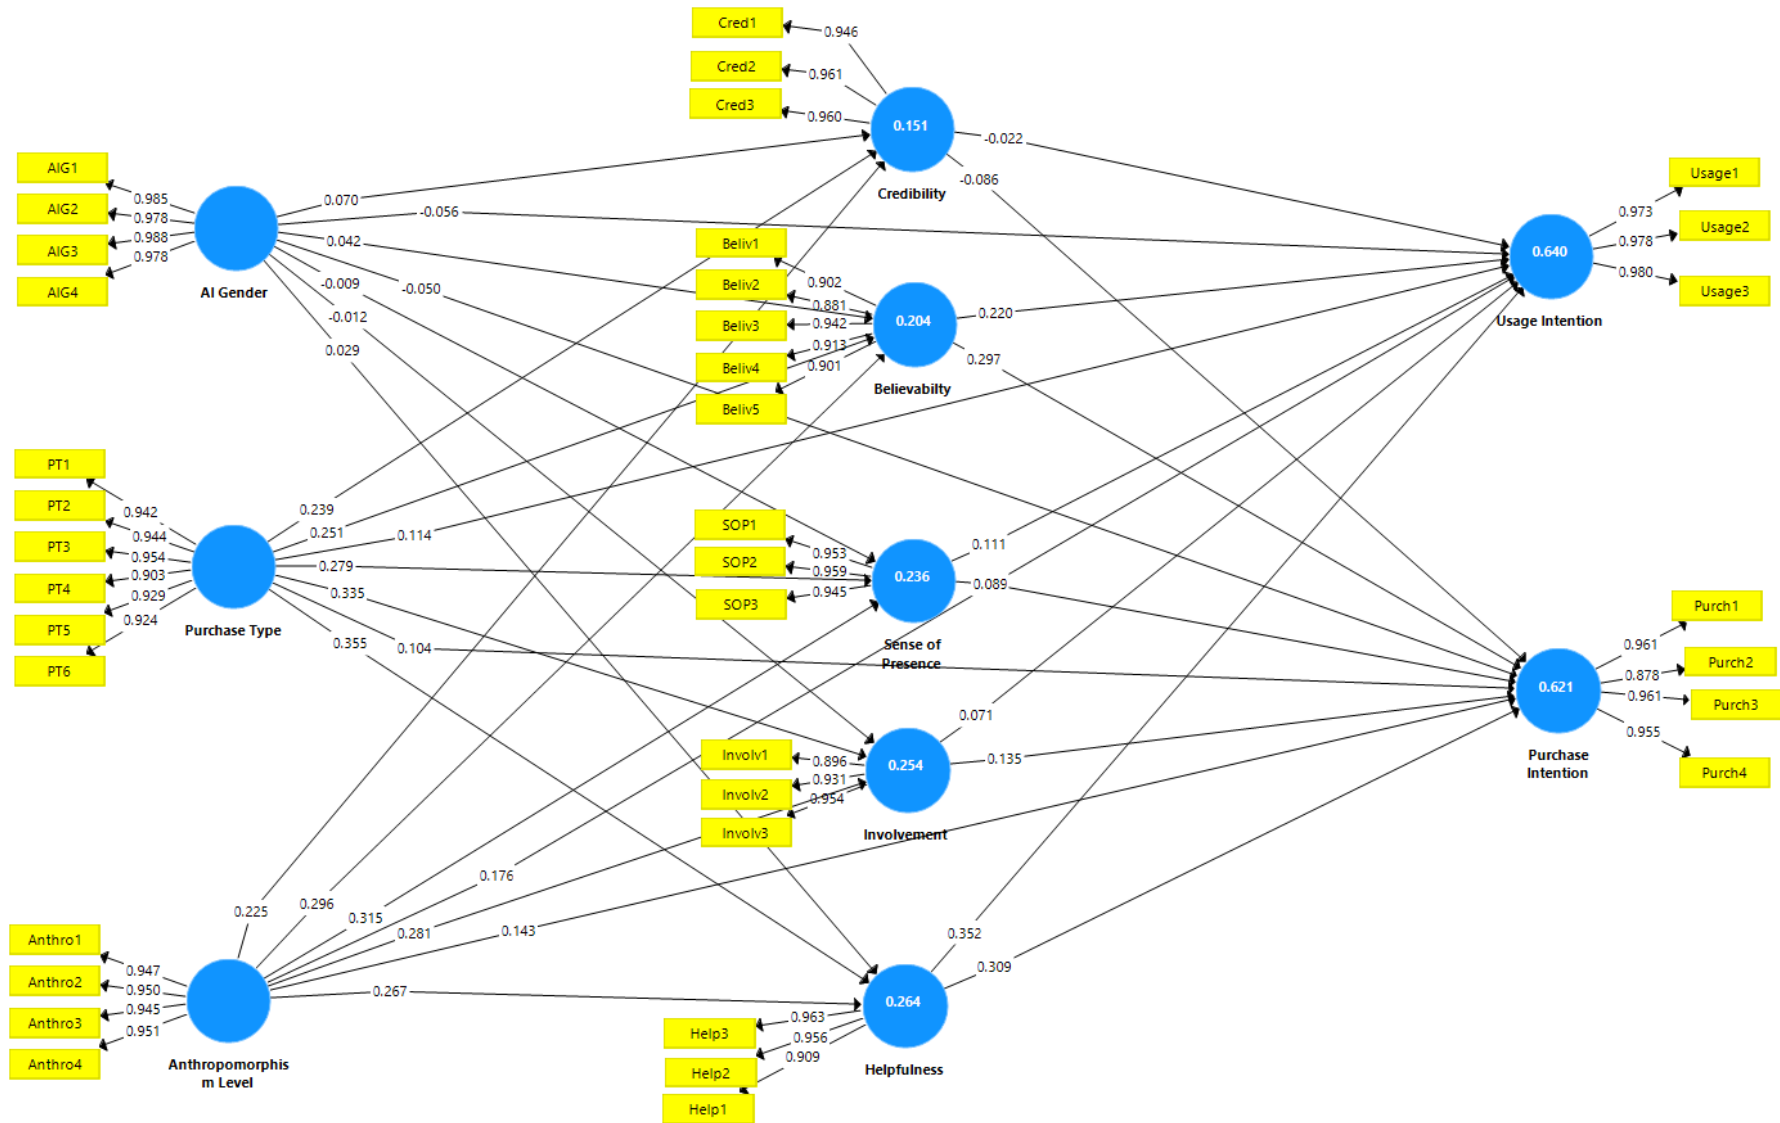 Cred1
0.946
Cred2
0.961
Cred3
0.960
0.151
Credibility
-0.022
-0.086
AIG1
AIG2
AIG3
AIG4
0.985
0.978
0.988
0.978
AI Gender
0.070
-0.056
0.042
-0.009
-0.050
-0.012
0.029
Beliv1
Beliv2
Beliv3
Beliv4
Beliv5
0.902
0.881
0.942
0.913
0.901
0.204
Believabilty
0.220
0.297
Usage1
Usage2
Usage3
0.973
0.978
0.980
0.640
Usage Intention
PT1
PT2
PT3
PT4
PT5
PT6
0.942
0.944
0.954
0.903
0.929
0.924
Purchase Type
0.239
0.251
0.114
0.279
0.335
0.104
0.355
SOP1
SOP2
SOP3
0.953
0.959
0.945
0.236
Sense of
Presence
0.111
0.089
Purch1
Purch2
Purch3
Purch4
0.961
0.878
0.961
0.955
0.621
Purchase
Intention
Involv1
Involv2
Involv3
0.896
0.931
0.954
0.254
Involvement
0.071
0.135
Anthro1
Anthro2
Anthro3
Anthro4
0.947
0.950
0.945
0.951
Anthropomorphis
m Level
0.225
0.296
0.315
0.176
0.281
0.143
0.267
Help3
Help2
Help1
0.963
0.956
0.909
0.264
Helpfulness
0.352
0.309